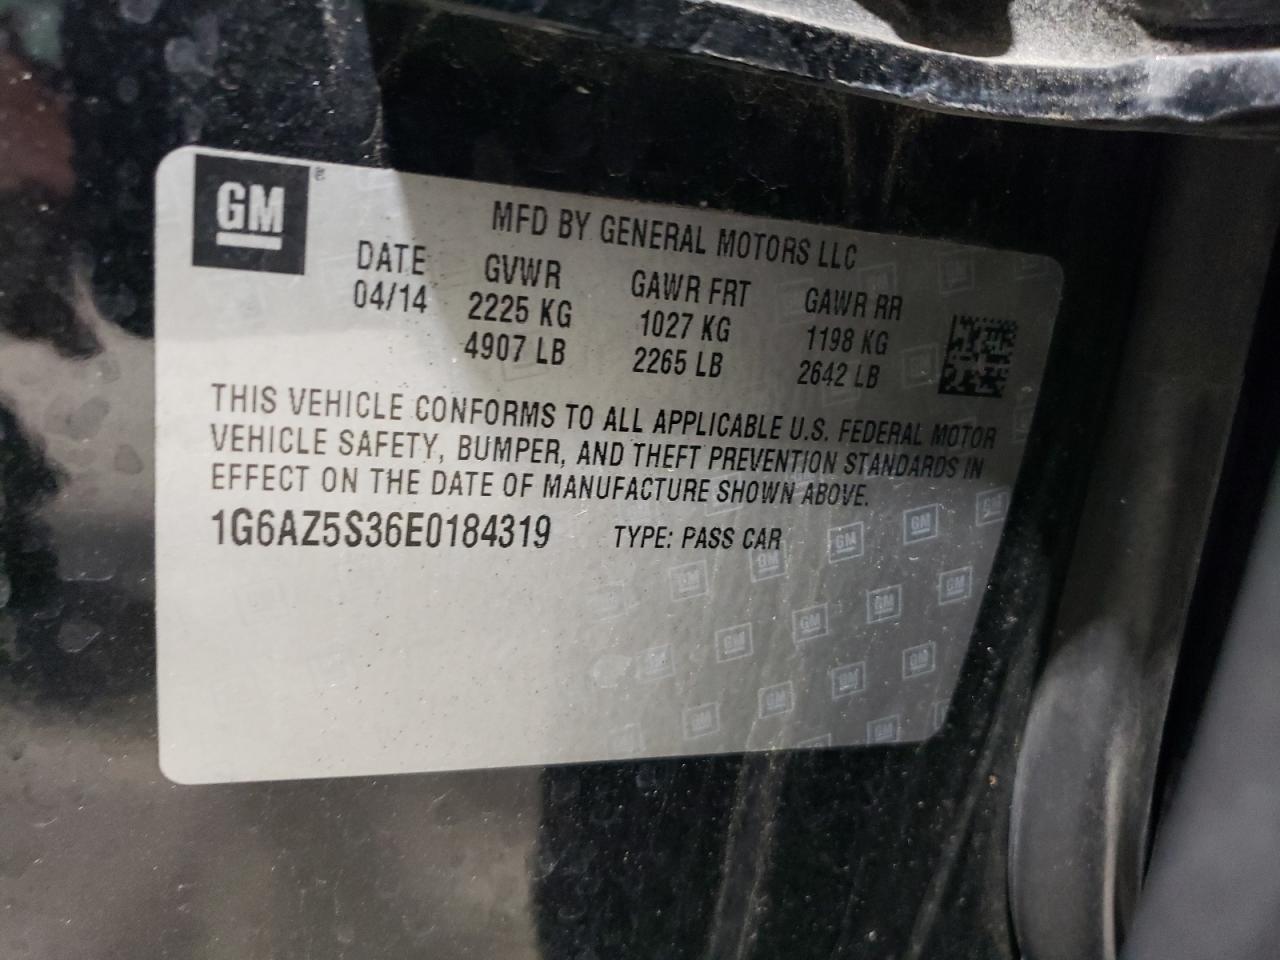 GM
MFD BY GENERAL MOTORS LLC
DATE GVWR GAWR FRT GAWR RR
04/14 2225 KG 1027 KG 1198 KG
4907 LB 2265 LB 2642 LB
THIS VEHICLE CONFORMS TO ALL APPLICABLE U.S. FEDERAL MOTOR
VEHICLE SAFETY, BUMPER, AND THEFT PREVENTION STANDARDS IN
EFFECT ON THE DATE OF MANUFACTURE SHOWN ABOVE.
1G6AZ5S36E0184319 TYPE: PASS CAR